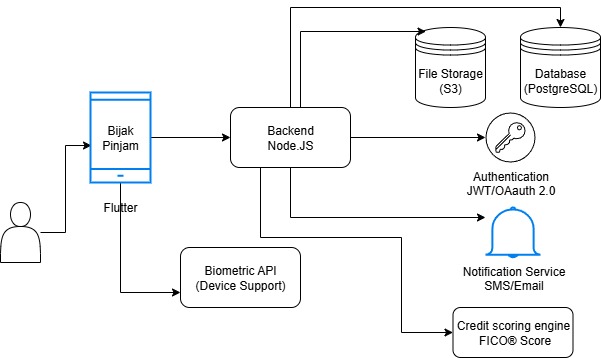 File Storage
(S3)
Database
(PostgreSQL)
Bijak
Pinjam
Backend
Node.JS
Authentication
JWT/OAauth 2.0
Flutter
Biometric API
(Device Support)
Notification Service
SMS/Email
Credit scoring engine
FICO® Score